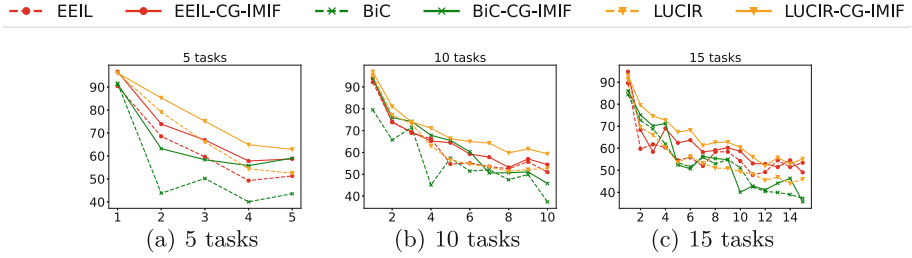 EEIL EEIL-CG-IMIF BiC BiC-CG-IMIF LUCIR LUCIR-CG-IMIF
5 tasks 10 tasks 15 tasks
90 90 90
80 80 80
70 70 70
60 60 60
50 50 50
40 40 40
1 2 3 4 5 2 4 6 8 10 2 4 6 8 10 12 14
(a) 5 tasks (b) 10 tasks (c) 15 tasks